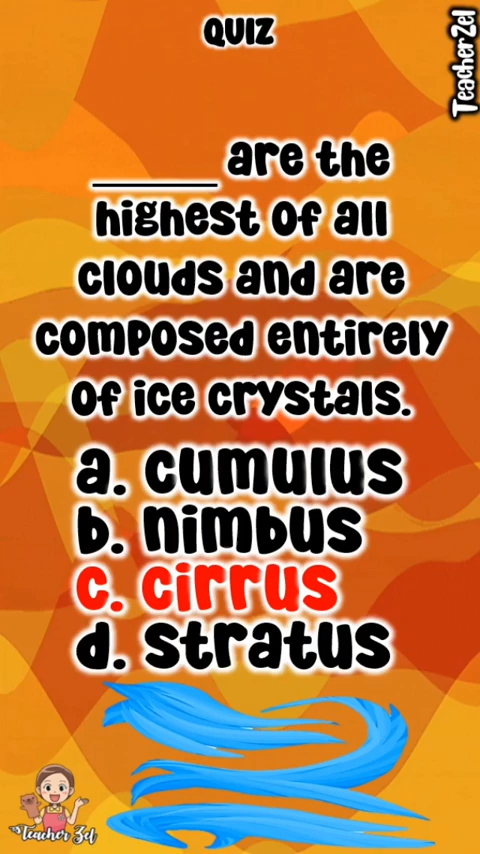 QUIZ
TeacherZel
______ are the
highest of all
clouds and are
composed entirely
of ice crystals.
a. cumulus
b. nimbus
c. cirrus
d. stratus
Teacher Zel